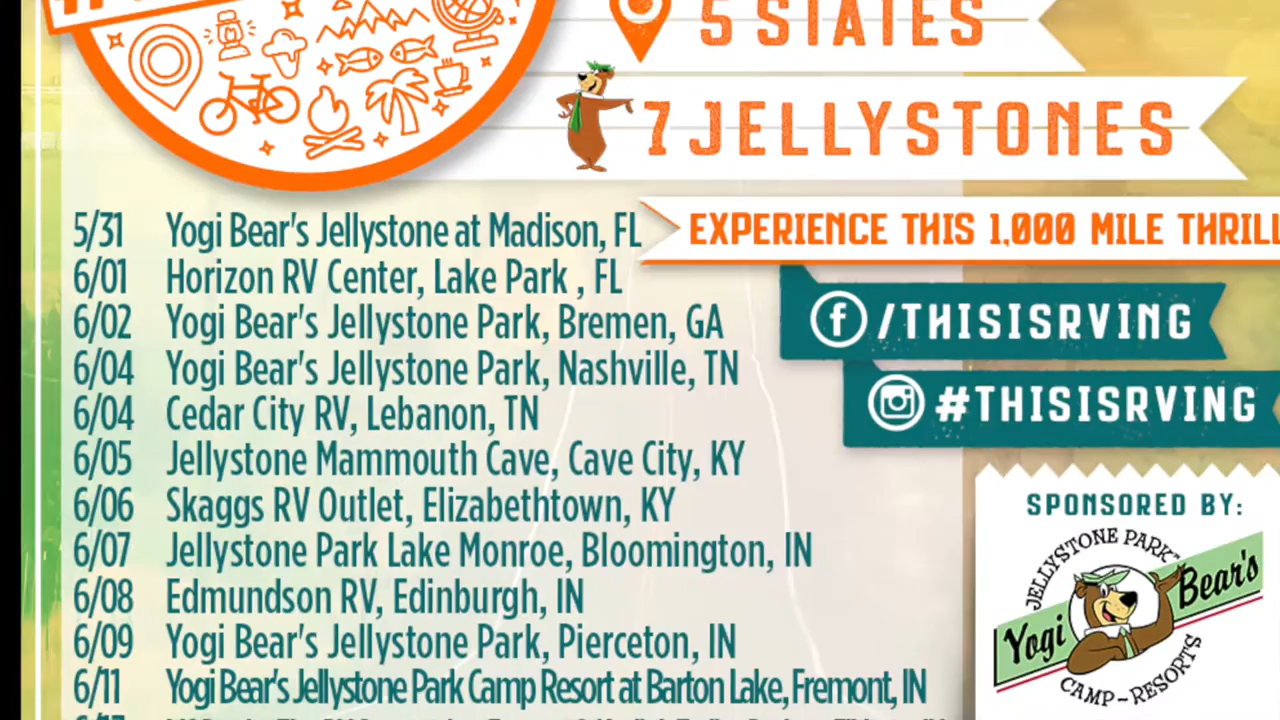 5 STATES
7 JELLYSTONES
5/31 Yogi Bear's Jellystone at Madison, FL
EXPERIENCE THIS 1,000 MILE THRILL
6/01 Horizon RV Center, Lake Park , FL
6/02 Yogi Bear's Jellystone Park, Bremen, GA
/THISISRVING
6/04 Yogi Bear's Jellystone Park, Nashville, TN
6/04 Cedar City RV, Lebanon, TN
#THISISRVING
6/05 Jellystone Mammouth Cave, Cave City, KY
6/06 Skaggs RV Outlet, Elizabethtown, KY
6/07 Jellystone Park Lake Monroe, Bloomington, IN
6/08 Edmundson RV, Edinburgh, IN
6/09 Yogi Bear's Jellystone Park, Pierceton, IN
6/11 Yogi Bear's Jellystone Park Camp Resort at Barton Lake, Fremont, IN
SPONSORED BY:
JELLYSTONE PARK™
Yogi Bear's
CAMP-RESORTS